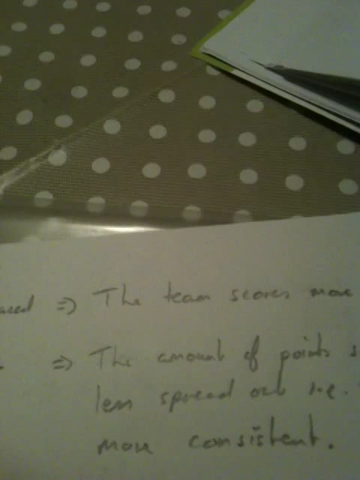 => The team scores more
=> The amount of points s
less spread out i.e.
more consistent.